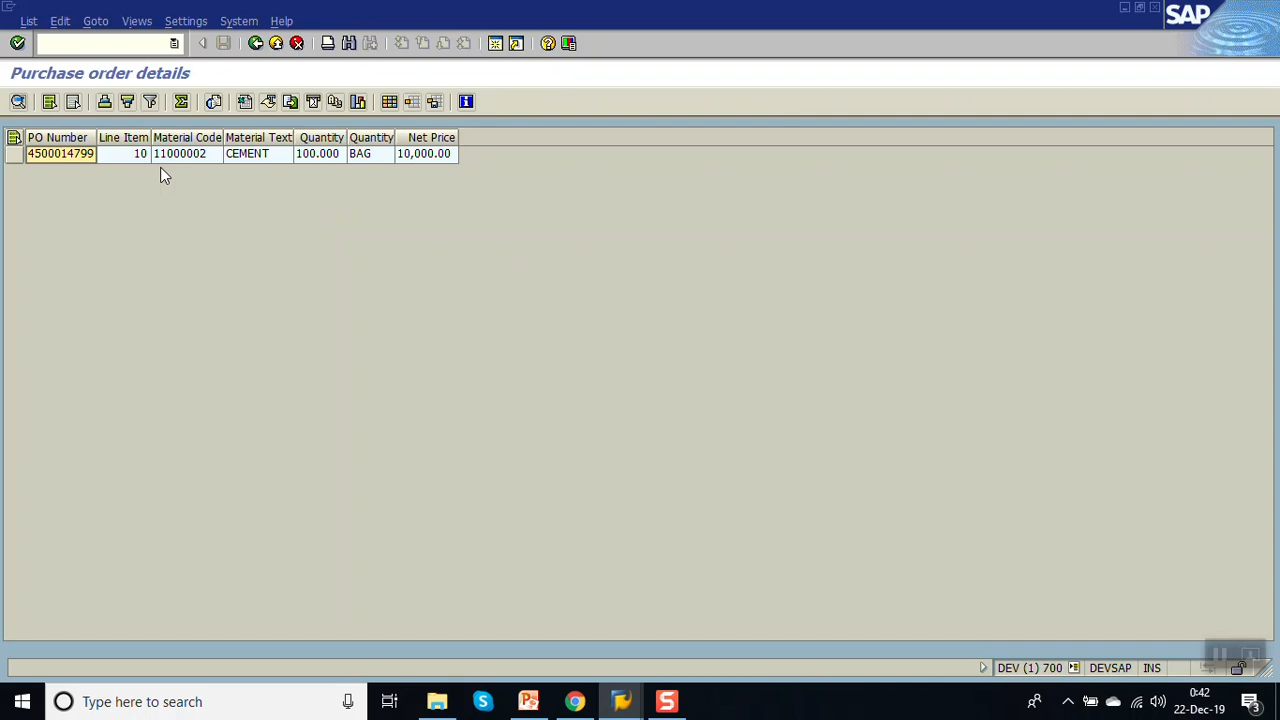 List Edit Goto Views Settings System Help
SAP
Purchase order details
PO Number Line Item Material Code Material Text Quantity Quantity Net Price
4500014799 10 11000002 CEMENT 100.000 BAG 10,000.00
DEV (1) 700 DEVSAP INS
Type here to search
0:42
22-Dec-19
3